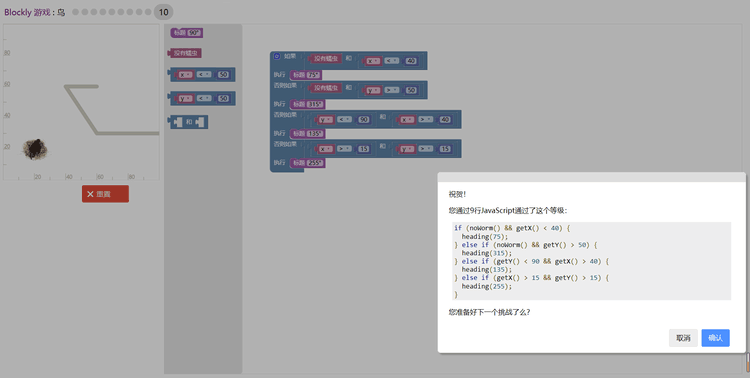 Blockly 游戏 : 鸟
10
80
60
40
20
20
40
60
80
重置
标题 90°
没有蠕虫
x < 50
y < 50
和
如果 没有蠕虫 和 x < 40
执行 标题 75°
否则如果 没有蠕虫 和 y > 50
执行 标题 315°
否则如果 y < 90 和 x > 40
执行 标题 135°
否则如果 x > 15 和 y > 15
执行 标题 255°
祝贺！
您通过9行JavaScript通过了这个等级：
if (noWorm() && getX() < 40) {
heading(75);
} else if (noWorm() && getY() > 50) {
heading(315);
} else if (getY() < 90 && getX() > 40) {
heading(135);
} else if (getX() > 15 && getY() > 15) {
heading(255);
}
您准备好下一个挑战了么？
取消
确认